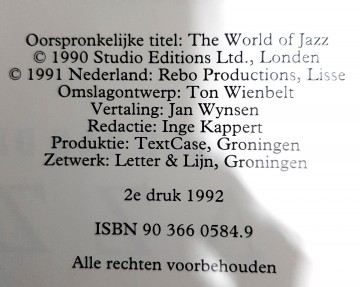 Oorspronkelijke titel: The World of Jazz
© 1990 Studio Editions Ltd., Londen
© 1991 Nederland: Rebo Productions, Lisse
Omslagontwerp: Ton Wienbelt
Vertaling: Jan Wynsen
Redactie: Inge Kappert
Produktie: TextCase, Groningen
Zetwerk: Letter & Lijn, Groningen
2e druk 1992
ISBN 90 366 0584.9
Alle rechten voorbehouden